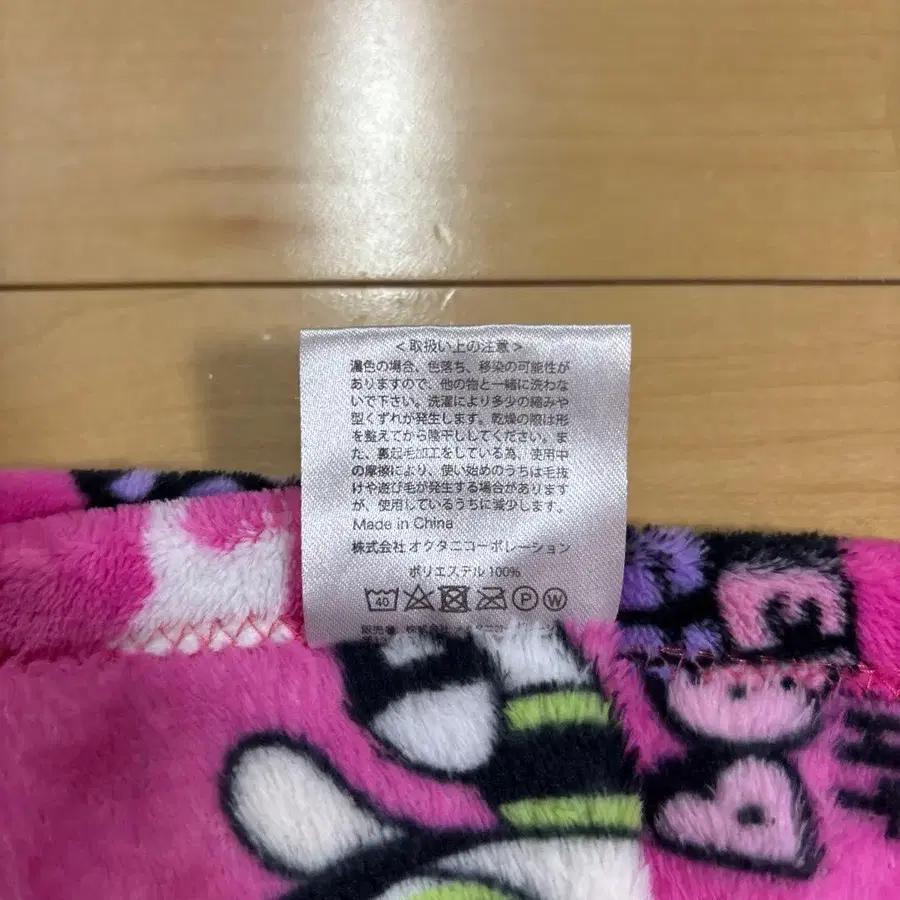 <取扱い上の注意>
濃色の場合、色落ち、移染の可能性が
ありますので、他の物と一緒に洗わな
いで下さい。洗濯により多少の縮みや
型くずれが発生します。乾燥の際は形
を整えてから陰干ししてください。ま
た、裏起毛加工をしている為、使用中
の摩擦により、使い始めのうちは毛抜
けや遊び毛が発生する場合があります
が、使用しているうちに減少します。
Made in China
株式会社 オクタニコーポレーション
ポリエステル 100%
40 P W
販売者 株式会社